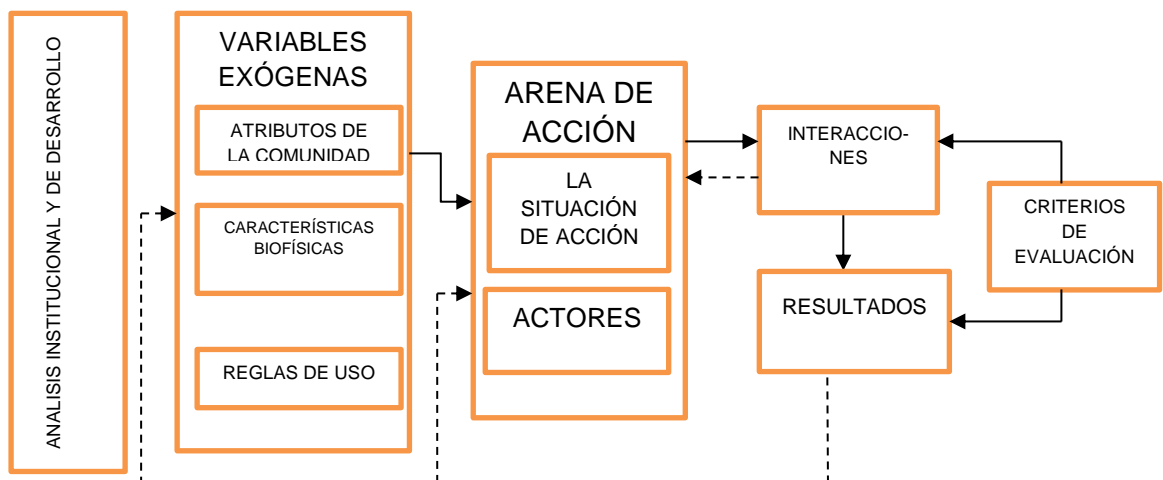 ANALISIS INSTITUCIONAL Y DE DESARROLLO
VARIABLES
EXÓGENAS
ATRIBUTOS DE
LA COMUNIDAD
CARACTERÍSTICAS
BIOFÍSICAS
REGLAS DE USO
ARENA DE
ACCIÓN
LA
SITUACIÓN
DE ACCIÓN
ACTORES
INTERACCIO-
NES
RESULTADOS
CRITERIOS
DE
EVALUACIÓN